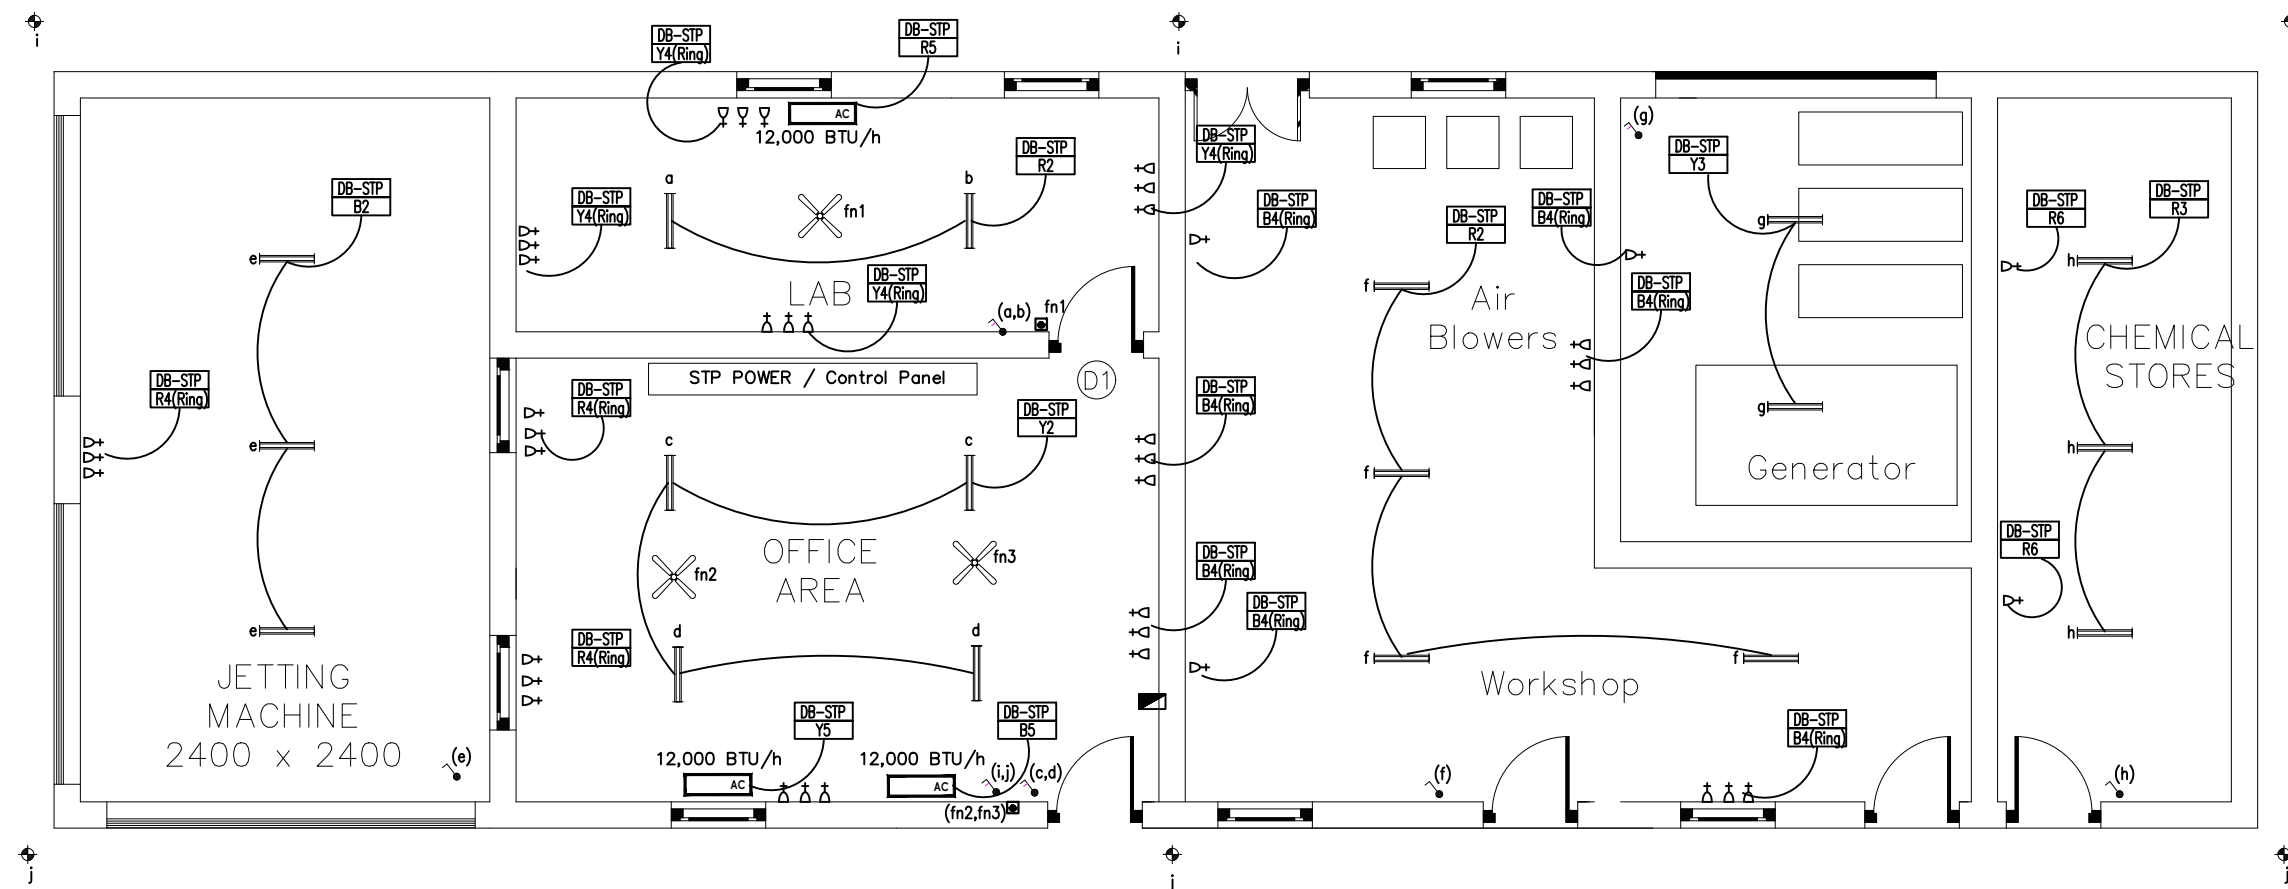 i
i
DB-STP
Y4(Ring)
DB-STP
R5
AC
12,000 BTU/h
DB-STP
B2
DB-STP
Y4(Ring)
a
fn1
b
DB-STP
R2
DB-STP
Y4(Ring)
LAB
DB-STP
Y4(Ring)
(a,b)
fn1
e
e
e
DB-STP
R4(Ring)
JETTING
MACHINE
2400 x 2400
(e)
STP POWER / Control Panel
D1
DB-STP
R4(Ring)
c
c
DB-STP
Y2
OFFICE
AREA
fn2
fn3
d
d
DB-STP
R4(Ring)
DB-STP
Y5
DB-STP
B5
12,000 BTU/h
AC
12,000 BTU/h
AC
(i,j)
(c,d)
(fn2,fn3)
DB-STP
B4(Ring)
DB-STP
B4(Ring)
DB-STP
B4(Ring)
DB-STP
B4(Ring)
DB-STP
R2
f
f
f
f
Air
Blowers
DB-STP
B4(Ring)
DB-STP
B4(Ring)
Workshop
DB-STP
B4(Ring)
(f)
(g)
DB-STP
Y3
g
g
Generator
DB-STP
R6
DB-STP
R3
h
h
h
CHEMICAL
STORES
DB-STP
R6
(h)
j
j